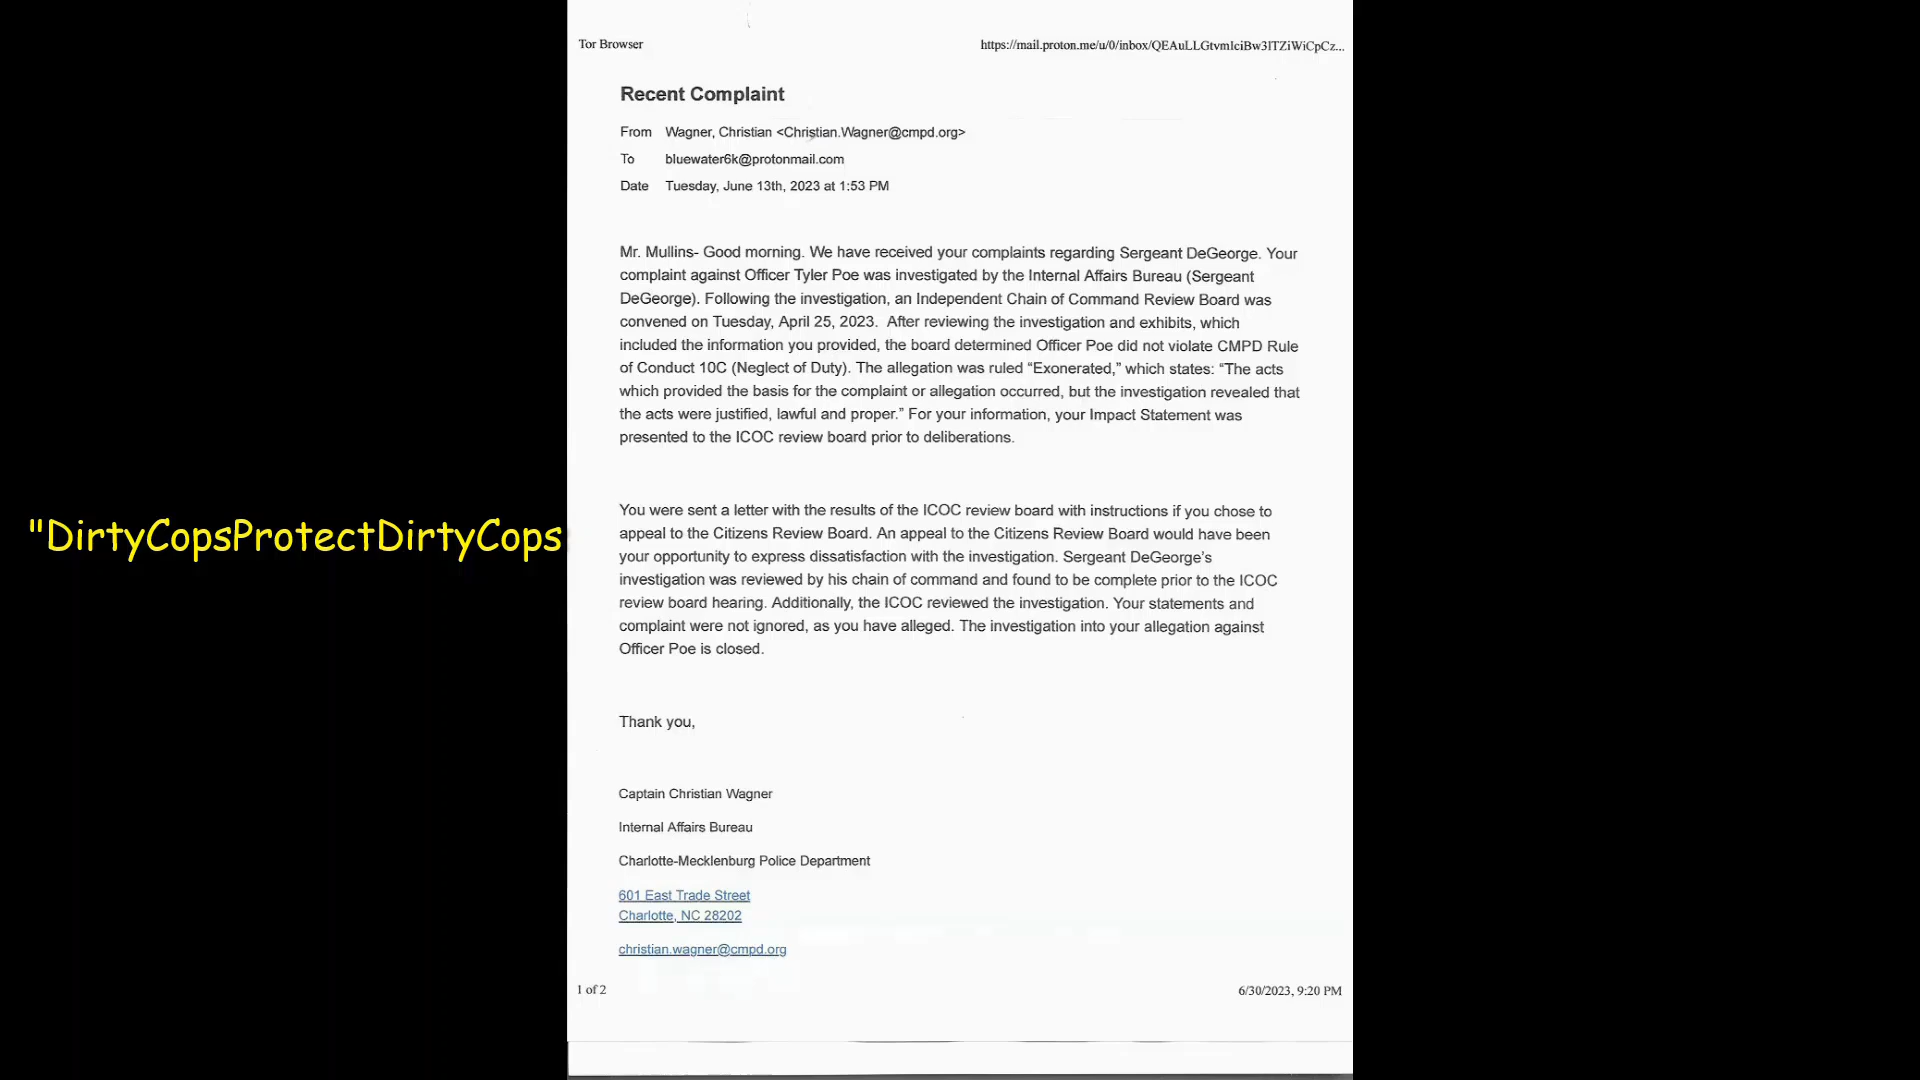 Tor Browser
https://mail.proton.me/u/0/inbox/QEAuLLGtvmIciBw3lTZiWiCpCz...
Recent Complaint
From Wagner, Christian <Christian.Wagner@cmpd.org>
To bluewater6k@protonmail.com
Date Tuesday, June 13th, 2023 at 1:53 PM
Mr. Mullins- Good morning. We have received your complaints regarding Sergeant DeGeorge. Your
complaint against Officer Tyler Poe was investigated by the Internal Affairs Bureau (Sergeant
DeGeorge). Following the investigation, an Independent Chain of Command Review Board was
convened on Tuesday, April 25, 2023.  After reviewing the investigation and exhibits, which
included the information you provided, the board determined Officer Poe did not violate CMPD Rule
of Conduct 10C (Neglect of Duty). The allegation was ruled “Exonerated,” which states: “The acts
which provided the basis for the complaint or allegation occurred, but the investigation revealed that
the acts were justified, lawful and proper.” For your information, your Impact Statement was
presented to the ICOC review board prior to deliberations.
"DirtyCopsProtectDirtyCops
You were sent a letter with the results of the ICOC review board with instructions if you chose to
appeal to the Citizens Review Board. An appeal to the Citizens Review Board would have been
your opportunity to express dissatisfaction with the investigation. Sergeant DeGeorge’s
investigation was reviewed by his chain of command and found to be complete prior to the ICOC
review board hearing. Additionally, the ICOC reviewed the investigation. Your statements and
complaint were not ignored, as you have alleged. The investigation into your allegation against
Officer Poe is closed.
Thank you,
Captain Christian Wagner
Internal Affairs Bureau
Charlotte-Mecklenburg Police Department
601 East Trade Street
Charlotte, NC 28202
christian.wagner@cmpd.org
1 of 2
6/30/2023, 9:20 PM